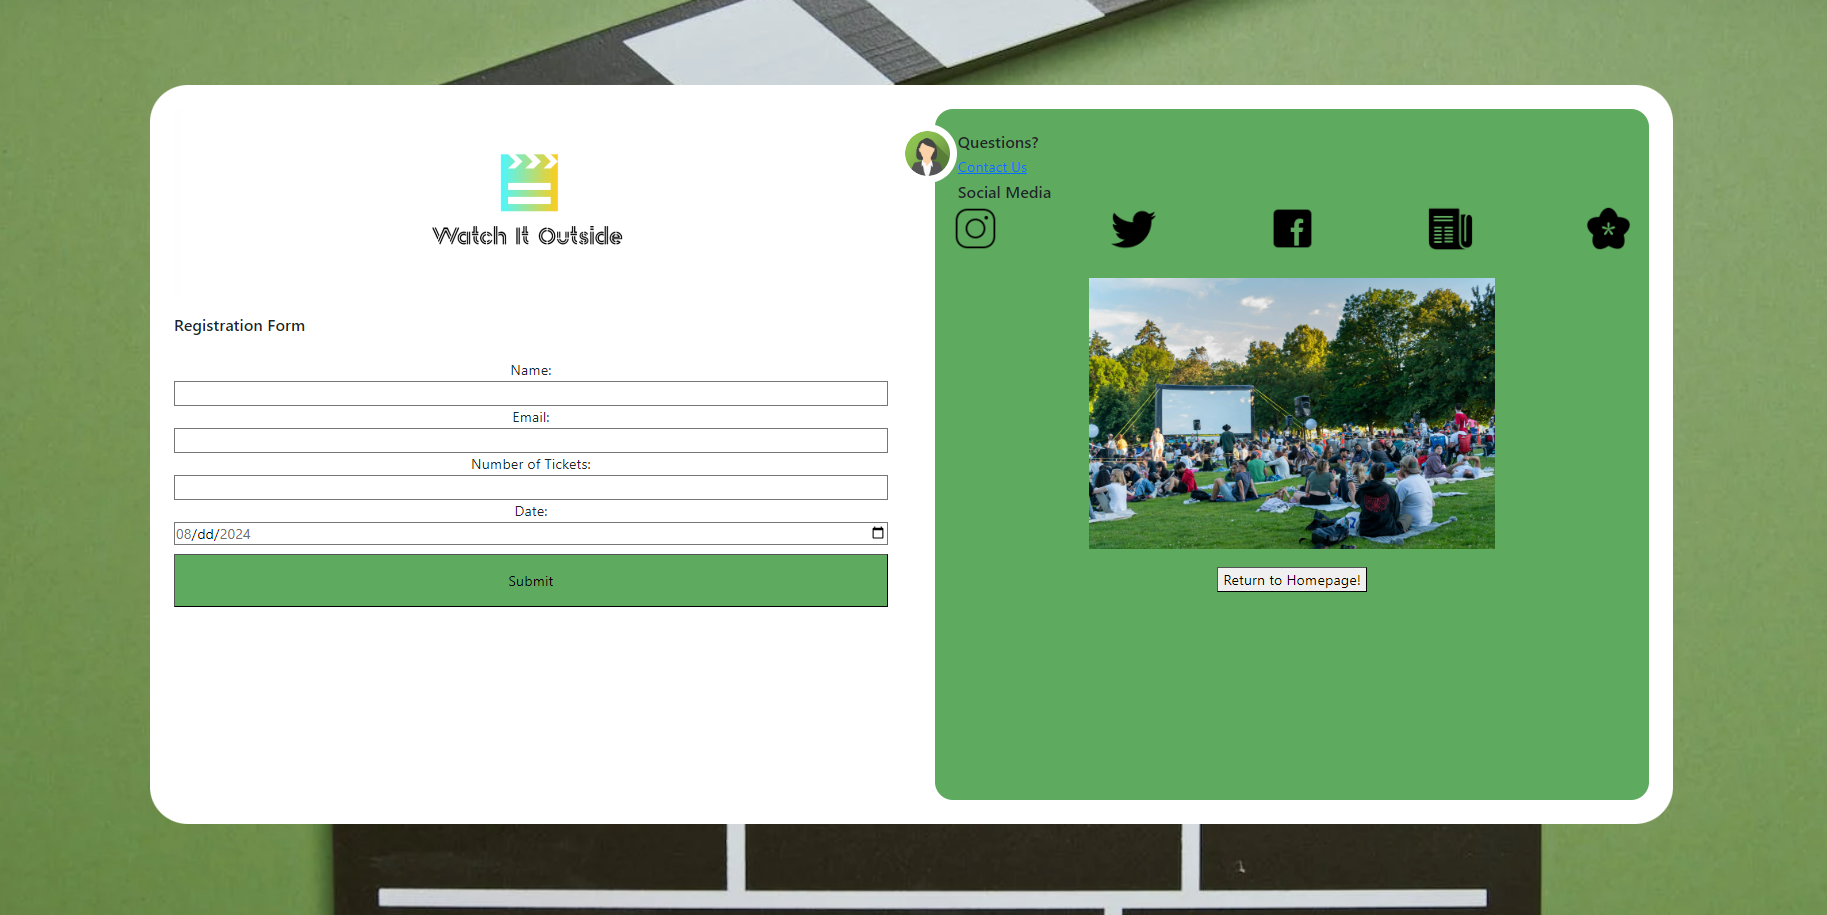 Watch It Outside
Registration Form
Name:
Email:
Number of Tickets:
Date:
08/dd/2024
Submit
Questions?
Contact Us
Social Media
Return to Homepage!